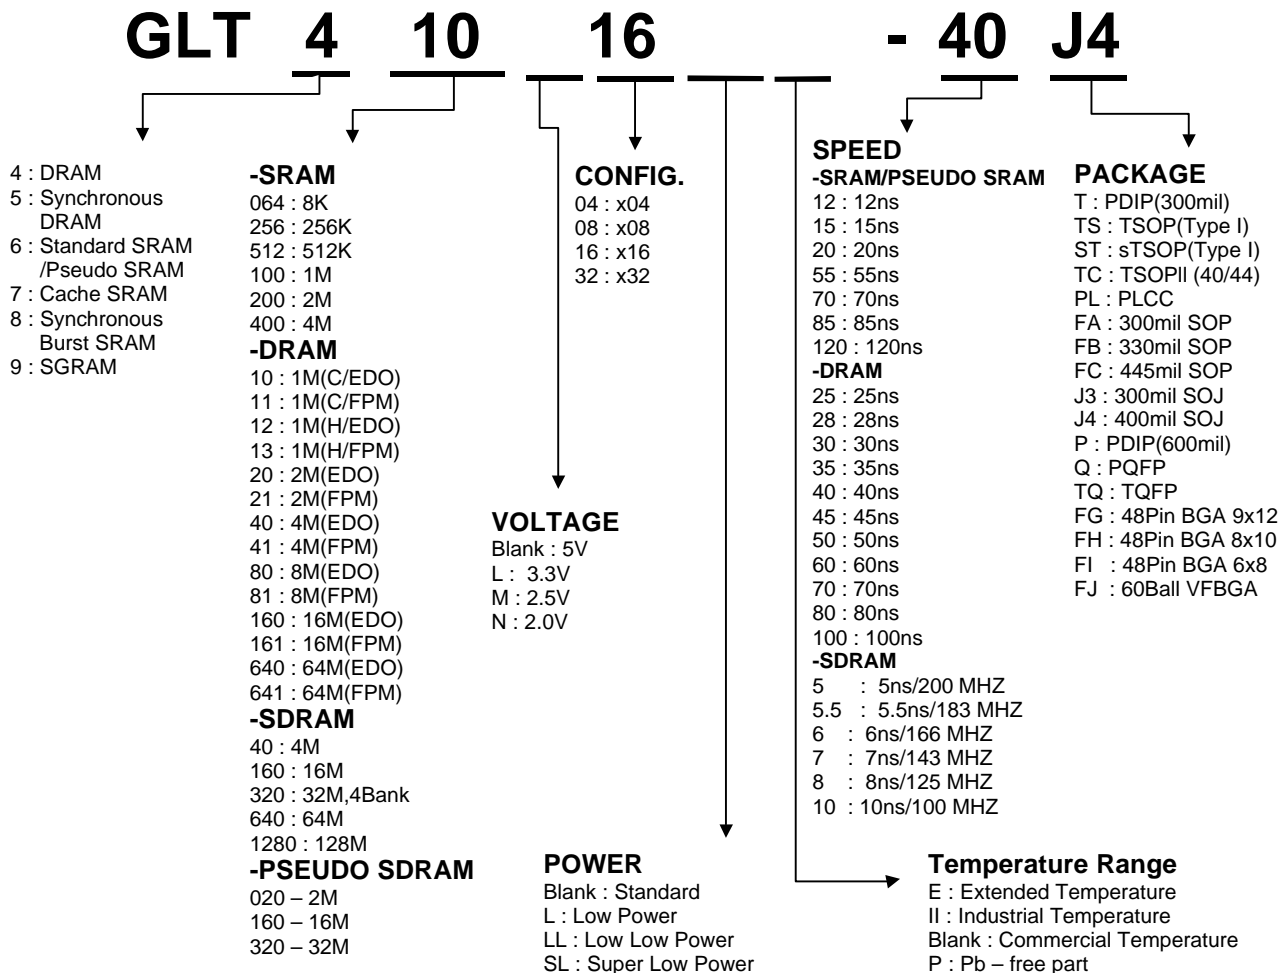 GLT 4 10 16 - 40 J4
4 : DRAM
5 : Synchronous
DRAM
6 : Standard SRAM
/Pseudo SRAM
7 : Cache SRAM
8 : Synchronous
Burst SRAM
9 : SGRAM
-SRAM
064 : 8K
256 : 256K
512 : 512K
100 : 1M
200 : 2M
400 : 4M
-DRAM
10 : 1M(C/EDO)
11 : 1M(C/FPM)
12 : 1M(H/EDO)
13 : 1M(H/FPM)
20 : 2M(EDO)
21 : 2M(FPM)
40 : 4M(EDO)
41 : 4M(FPM)
80 : 8M(EDO)
81 : 8M(FPM)
160 : 16M(EDO)
161 : 16M(FPM)
640 : 64M(EDO)
641 : 64M(FPM)
-SDRAM
40 : 4M
160 : 16M
320 : 32M,4Bank
640 : 64M
1280 : 128M
-PSEUDO SDRAM
020 – 2M
160 – 16M
320 – 32M
VOLTAGE
Blank : 5V
L : 3.3V
M : 2.5V
N : 2.0V
CONFIG.
04 : x04
08 : x08
16 : x16
32 : x32
POWER
Blank : Standard
L : Low Power
LL : Low Low Power
SL : Super Low Power
SPEED
-SRAM/PSEUDO SRAM
12 : 12ns
15 : 15ns
20 : 20ns
55 : 55ns
70 : 70ns
85 : 85ns
120 : 120ns
-DRAM
25 : 25ns
28 : 28ns
30 : 30ns
35 : 35ns
40 : 40ns
45 : 45ns
50 : 50ns
60 : 60ns
70 : 70ns
80 : 80ns
100 : 100ns
-SDRAM
5 : 5ns/200 MHZ
5.5 : 5.5ns/183 MHZ
6 : 6ns/166 MHZ
7 : 7ns/143 MHZ
8 : 8ns/125 MHZ
10 : 10ns/100 MHZ
PACKAGE
T : PDIP(300mil)
TS : TSOP(Type I)
ST : sTSOP(Type I)
TC : TSOPll (40/44)
PL : PLCC
FA : 300mil SOP
FB : 330mil SOP
FC : 445mil SOP
J3 : 300mil SOJ
J4 : 400mil SOJ
P : PDIP(600mil)
Q : PQFP
TQ : TQFP
FG : 48Pin BGA 9x12
FH : 48Pin BGA 8x10
FI : 48Pin BGA 6x8
FJ : 60Ball VFBGA
Temperature Range
E : Extended Temperature
II : Industrial Temperature
Blank : Commercial Temperature
P : Pb – free part